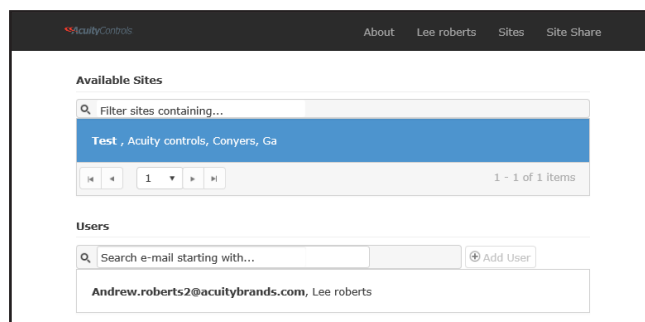 AcuityControls
About Lee roberts Sites Site Share
Available Sites
Filter sites containing...
Test , Acuity controls, Conyers, Ga
1 1 - 1 of 1 items
Users
Search e-mail starting with... Add User
Andrew.roberts2@acuitybrands.com, Lee roberts